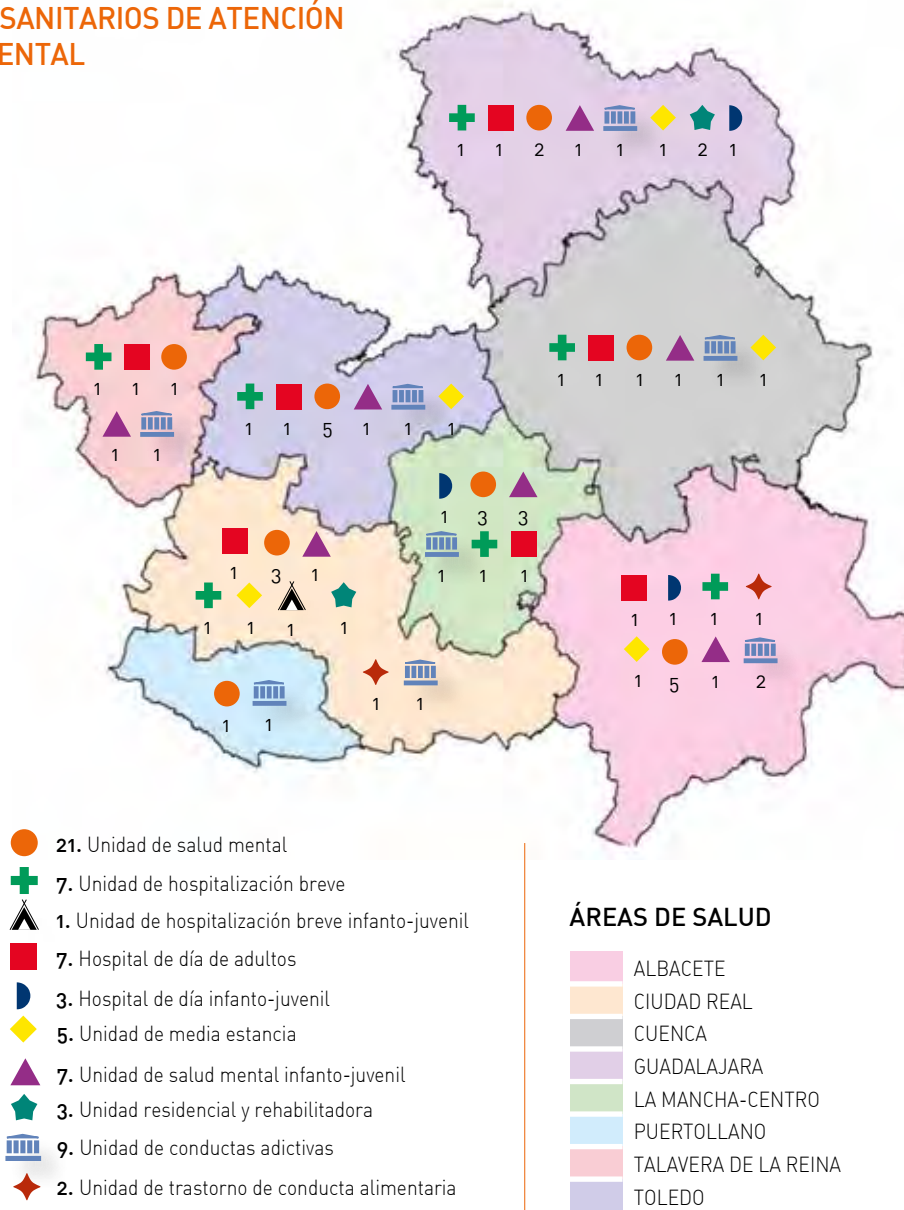 SANITARIOS DE ATENCIÓN
ENTAL
1 1 2 1 1 1 2 1
1 1 1 1 1 1
1 1 1
1 1
1 1 5 1 1 1
1 3 3
1 1 1
1 3 1
1 1 1 1
1 1 1 1
1 5 1 2
1 1
1 1
21. Unidad de salud mental
7. Unidad de hospitalización breve
1. Unidad de hospitalización breve infanto-juvenil
7. Hospital de día de adultos
3. Hospital de día infanto-juvenil
5. Unidad de media estancia
7. Unidad de salud mental infanto-juvenil
3. Unidad residencial y rehabilitadora
9. Unidad de conductas adictivas
2. Unidad de trastorno de conducta alimentaria
ÁREAS DE SALUD
ALBACETE
CIUDAD REAL
CUENCA
GUADALAJARA
LA MANCHA-CENTRO
PUERTOLLANO
TALAVERA DE LA REINA
TOLEDO